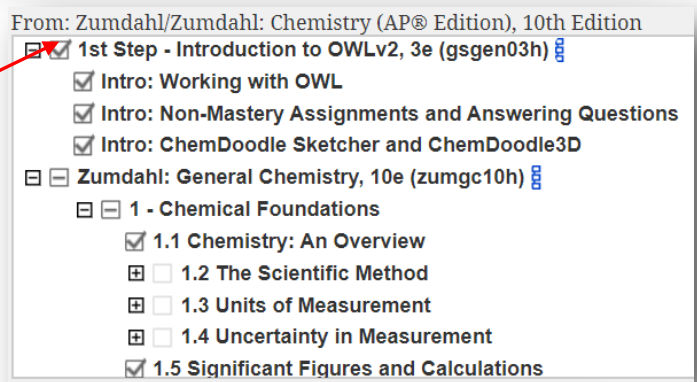 From: Zumdahl/Zumdahl: Chemistry (AP® Edition), 10th Edition
1st Step - Introduction to OWLv2, 3e (gsgen03h)
Intro: Working with OWL
Intro: Non-Mastery Assignments and Answering Questions
Intro: ChemDoodle Sketcher and ChemDoodle3D
Zumdahl: General Chemistry, 10e (zumgc10h)
1 - Chemical Foundations
1.1 Chemistry: An Overview
1.2 The Scientific Method
1.3 Units of Measurement
1.4 Uncertainty in Measurement
1.5 Significant Figures and Calculations